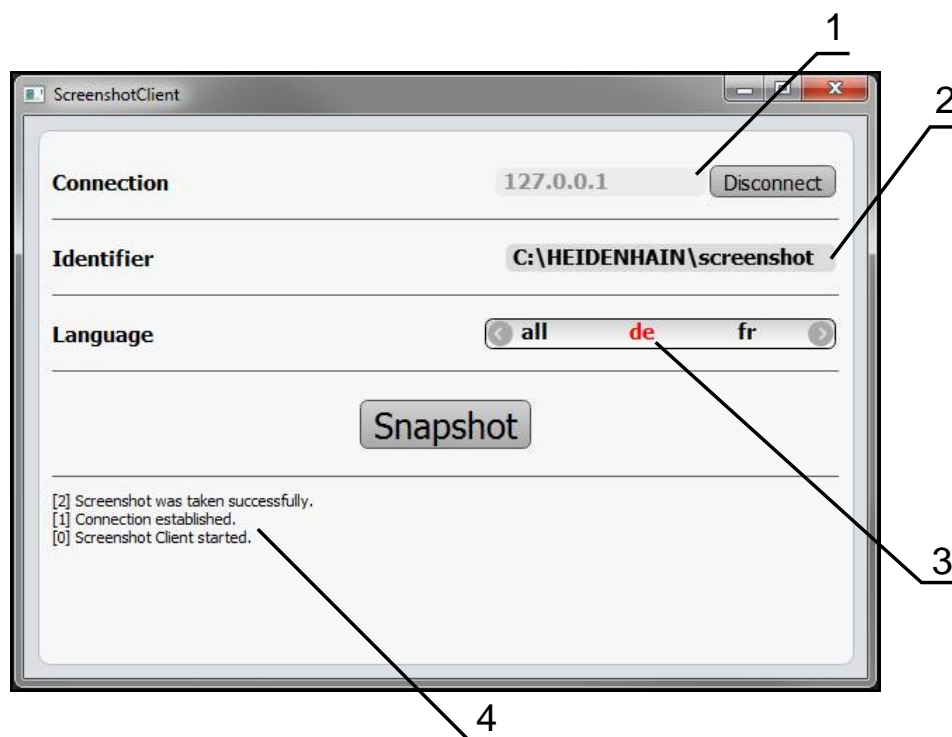 1
ScreenshotClient
2
Connection 127.0.0.1 Disconnect
Identifier C:\HEIDENHAIN\screenshot
Language all de fr
Snapshot
[2] Screenshot was taken successfully.
[1] Connection established.
[0] Screenshot Client started.
3
4